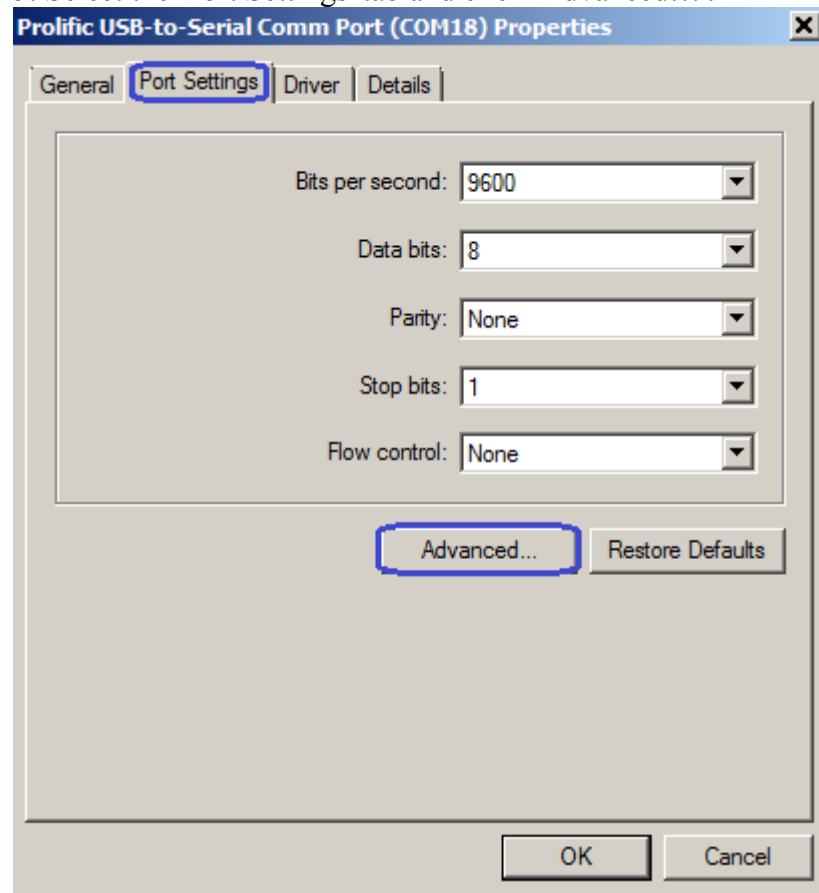 Prolific USB-to-Serial Comm Port (COM18) Properties
General Port Settings Driver Details
Bits per second: 9600
Data bits: 8
Parity: None
Stop bits: 1
Flow control: None
Advanced... Restore Defaults
OK Cancel